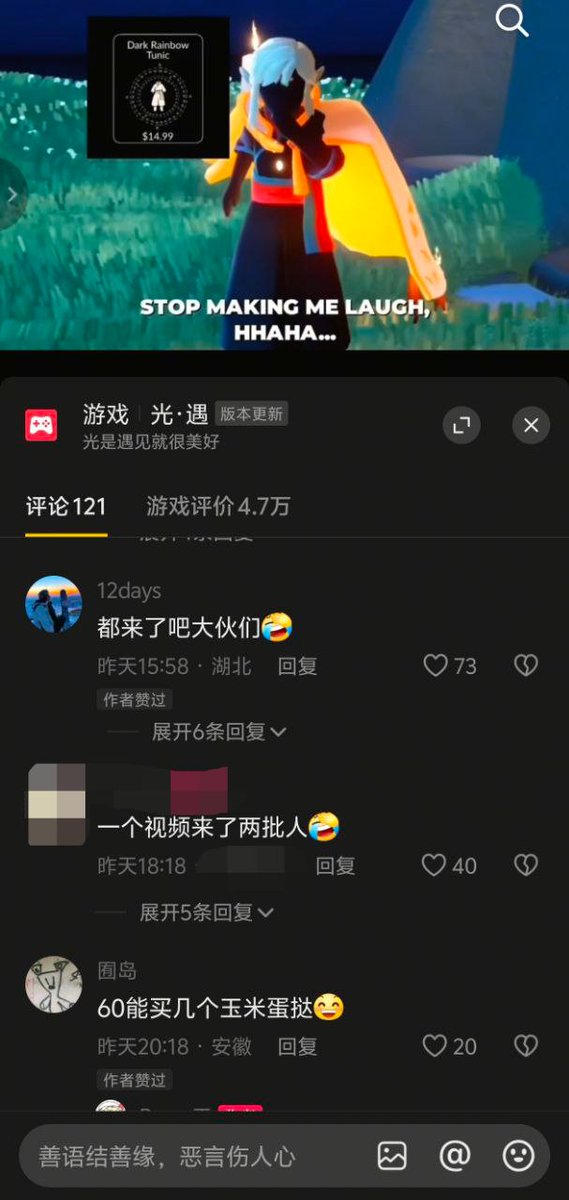 Dark Rainbow
Tunic
$14.99
STOP MAKING ME LAUGH,
HHAHA...
游戏 光·遇 版本更新
光是遇见就很美好
评论121 游戏评价4.7万
12days
都来了吧大伙们🤣
昨天15:58 · 湖北 回复 73
作者赞过
展开6条回复
一个视频来了两批人🤣
昨天18:18 回复 40
展开5条回复
囿岛
60能买几个玉米蛋挞😄
昨天20:18 · 安徽 回复 20
作者赞过
善语结善缘，恶言伤人心